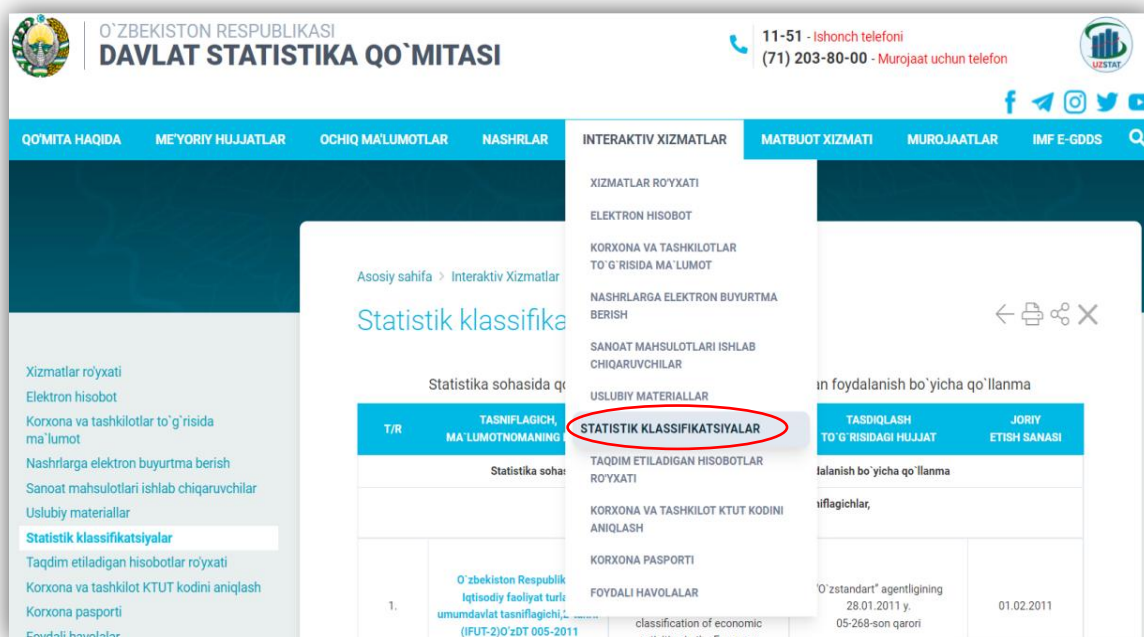 O`ZBEKISTON RESPUBLIKASI
DAVLAT STATISTIKA QO`MITASI
11-51 - Ishonch telefoni
(71) 203-80-00 - Murojaat uchun telefon
UZSTAT
QO'MITA HAQIDA ME'YORIY HUJJATLAR OCHIQ MA'LUMOTLAR NASHRLAR INTERAKTIV XIZMATLAR MATBUOT XIZMATI MUROJAATLAR IMF E-GDDS
XIZMATLAR RO'YXATI
ELEKTRON HISOBOT
KORXONA VA TASHKILOTLAR
TO`G`RISIDA MA`LUMOT
NASHRLARGA ELEKTRON BUYURTMA
BERISH
SANOAT MAHSULOTLARI ISHLAB
CHIQARUVCHILAR
USLUBIY MATERIALLAR
STATISTIK KLASSIFIKATSIYALAR
TAQDIM ETILADIGAN HISOBOTLAR
RO'YXATI
KORXONA VA TASHKILOT KTUT KODINI
ANIQLASH
KORXONA PASPORTI
FOYDALI HAVOLALAR
Asosiy sahifa > Interaktiv Xizmatlar
Statistik klassifika
Xizmatlar ro'yxati
Elektron hisobot
Korxona va tashkilotlar to`g`risida
ma'lumot
Nashrlarga elektron buyurtma berish
Sanoat mahsulotlari ishlab chiqaruvchilar
Uslubiy materiallar
Statistik klassifikatsiyalar
Taqdim etiladigan hisobotlar ro'yxati
Korxona va tashkilot KTUT kodini aniqlash
Korxona pasporti
Foydali havolalar
Statistika sohasida qo an foydalanish bo`yicha qo`llanma
T/R
TASNIFLAGICH,
MA`LUMOTNOMANING
TASDIQLASH
TO`G`RISIDAGI HUJJAT
JORIY
ETISH SANASI
Statistika sohas dalanish bo`yicha qo`llanma
niflagichlar,
1.
O`zbekiston Respublik
Iqtisodiy faoliyat turla
umumdavlat tasniflagichi,2
(IFUT-2)O`zDT 005-2011
classification of economic
"O`zstandart" agentligining
28.01.2011 y.
05-268-son qarori
01.02.2011